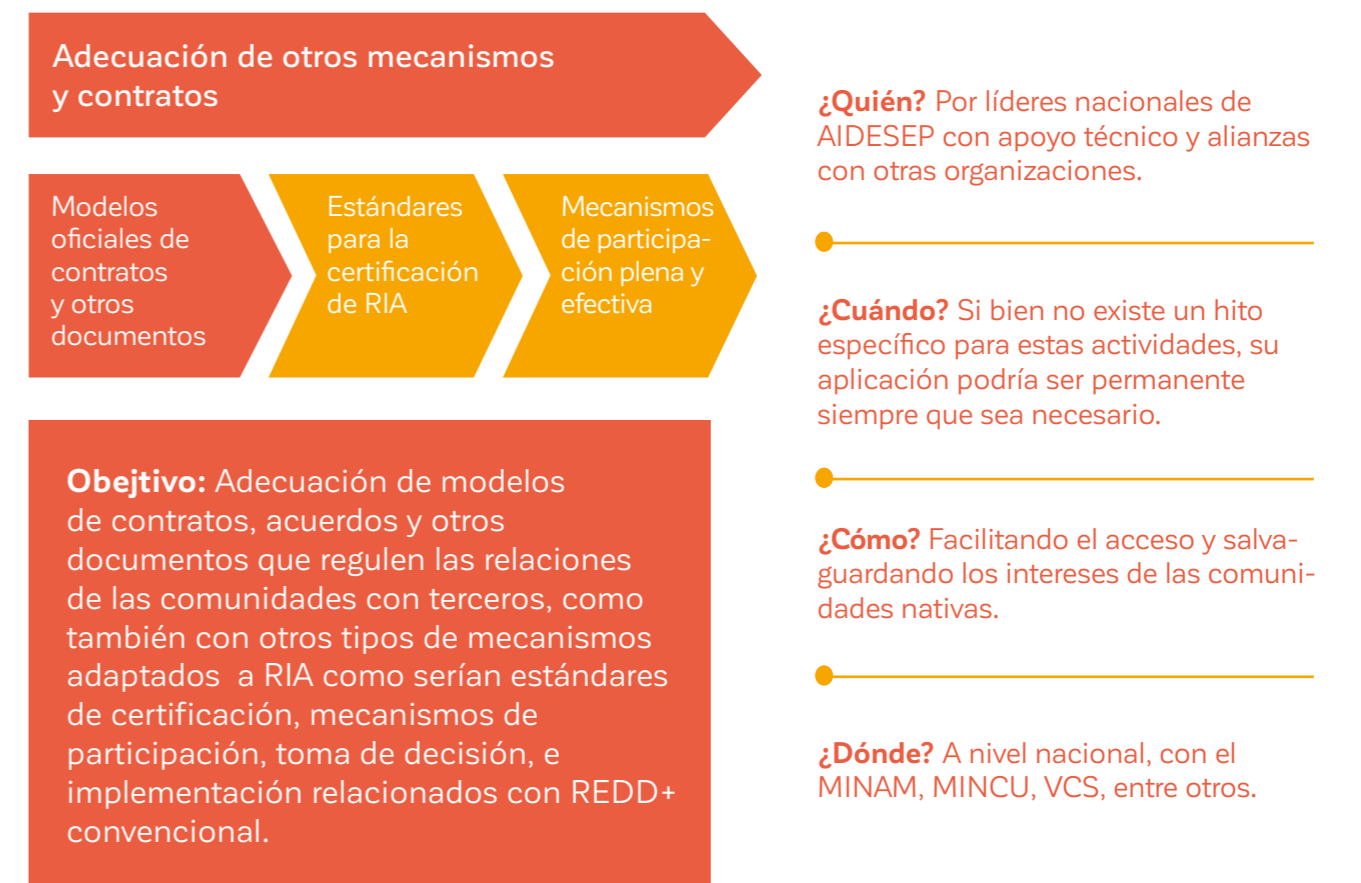 Adecuación de otros mecanismos
y contratos
Modelos
oficiales de
contratos
y otros
documentos
Estándares
para la
certificación
de RIA
Mecanismos
de participa-
ción plena y
efectiva
Obejtivo: Adecuación de modelos
de contratos, acuerdos y otros
documentos que regulen las relaciones
de las comunidades con terceros, como
también con otros tipos de mecanismos
adaptados a RIA como serían estándares
de certificación, mecanismos de
participación, toma de decisión, e
implementación relacionados con REDD+
convencional.
¿Quién? Por líderes nacionales de
AIDESEP con apoyo técnico y alianzas
con otras organizaciones.
¿Cuándo? Si bien no existe un hito
específico para estas actividades, su
aplicación podría ser permanente
siempre que sea necesario.
¿Cómo? Facilitando el acceso y salva-
guardando los intereses de las comuni-
dades nativas.
¿Dónde? A nivel nacional, con el
MINAM, MINCU, VCS, entre otros.